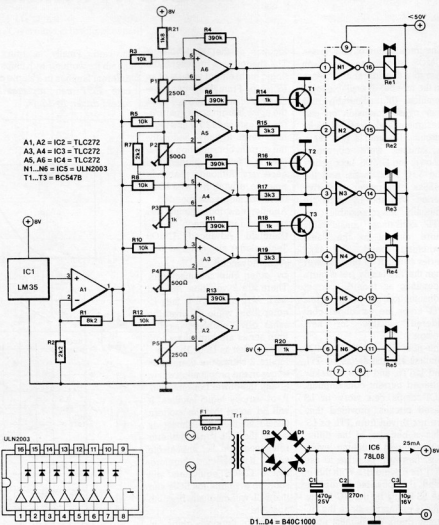 8V
<50V
R21
1k8
R3
10k
R4
390k
P1
250Ω
A6
R14
1k
T1
N1
Re1
R5
10k
R6
390k
R7
2k2
P2
500Ω
A5
R15
3k3
R16
1k
T2
N2
Re2
R8
10k
R9
390k
P3
1k
A4
R17
3k3
R18
1k
T3
N3
Re3
R10
10k
R11
390k
P4
500Ω
A3
R19
3k3
N4
Re4
R12
10k
R13
390k
P5
250Ω
A2
N5
R20
1k
8V
N6
Re5
A1, A2 = IC2 = TLC272
A3, A4 = IC3 = TLC272
A5, A6 = IC4 = TLC272
N1...N6 = IC5 = ULN2003
T1...T3 = BC547B
8V
IC1
LM35
A1
R1
8k2
R2
2k2
ULN2003
16 15 14 13 12 11 10 9
1 2 3 4 5 6 7 8
F1
100mA
Tr1
D2
D1
D4
D3
C1
470µ
25V
C2
270n
IC6
78L08
C3
10µ
16V
25mA
0
D1...D4 = B40C1000